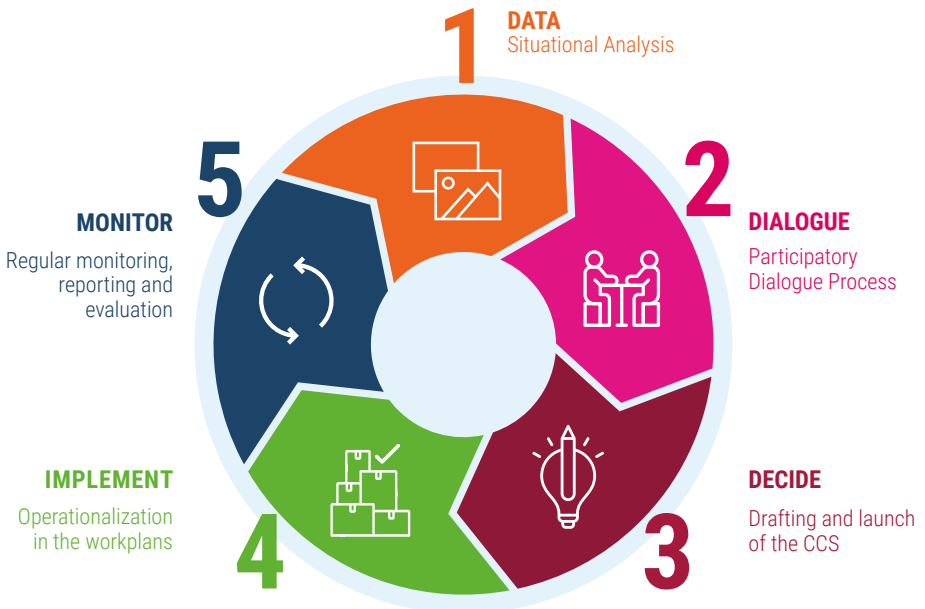 1
DATA
Situational Analysis
2
DIALOGUE
Participatory
Dialogue Process
3
DECIDE
Drafting and launch
of the CCS
4
IMPLEMENT
Operationalization
in the workplans
5
MONITOR
Regular monitoring,
reporting and
evaluation